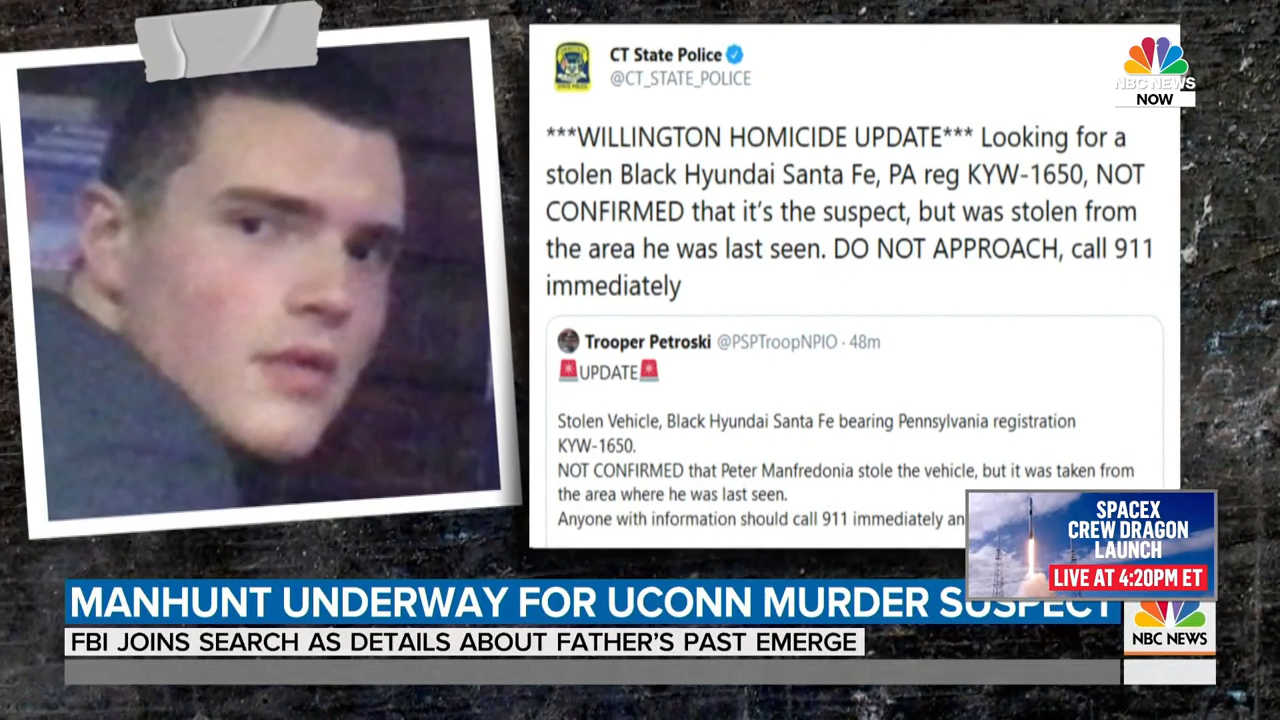 CT State Police
@CT_STATE_POLICE
NBC NEWS
NOW
***WILLINGTON HOMICIDE UPDATE*** Looking for a
stolen Black Hyundai Santa Fe, PA reg KYW-1650, NOT
CONFIRMED that it's the suspect, but was stolen from
the area he was last seen. DO NOT APPROACH, call 911
immediately
Trooper Petroski @PSPTroopNPIO · 48m
🚨UPDATE🚨
Stolen Vehicle, Black Hyundai Santa Fe bearing Pennsylvania registration
KYW-1650.
NOT CONFIRMED that Peter Manfredonia stole the vehicle, but it was taken from
the area where he was last seen.
Anyone with information should call 911 immediately an
SPACEX
CREW DRAGON
LAUNCH
LIVE AT 4:20PM ET
MANHUNT UNDERWAY FOR UCONN MURDER SUSPECT
FBI JOINS SEARCH AS DETAILS ABOUT FATHER'S PAST EMERGE
NBC NEWS